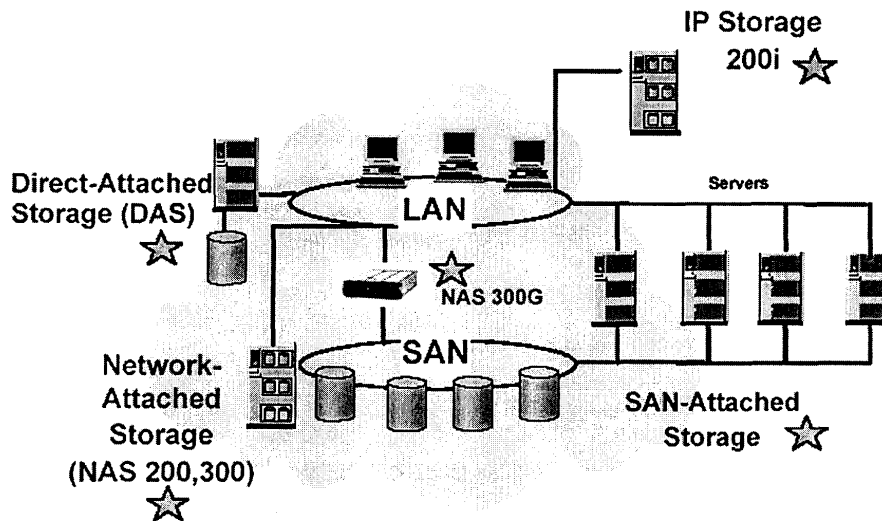 IP Storage
200i
Direct-Attached
Storage (DAS)
LAN
Servers
NAS 300G
SAN
Network-
Attached
Storage
(NAS 200,300)
SAN-Attached
Storage